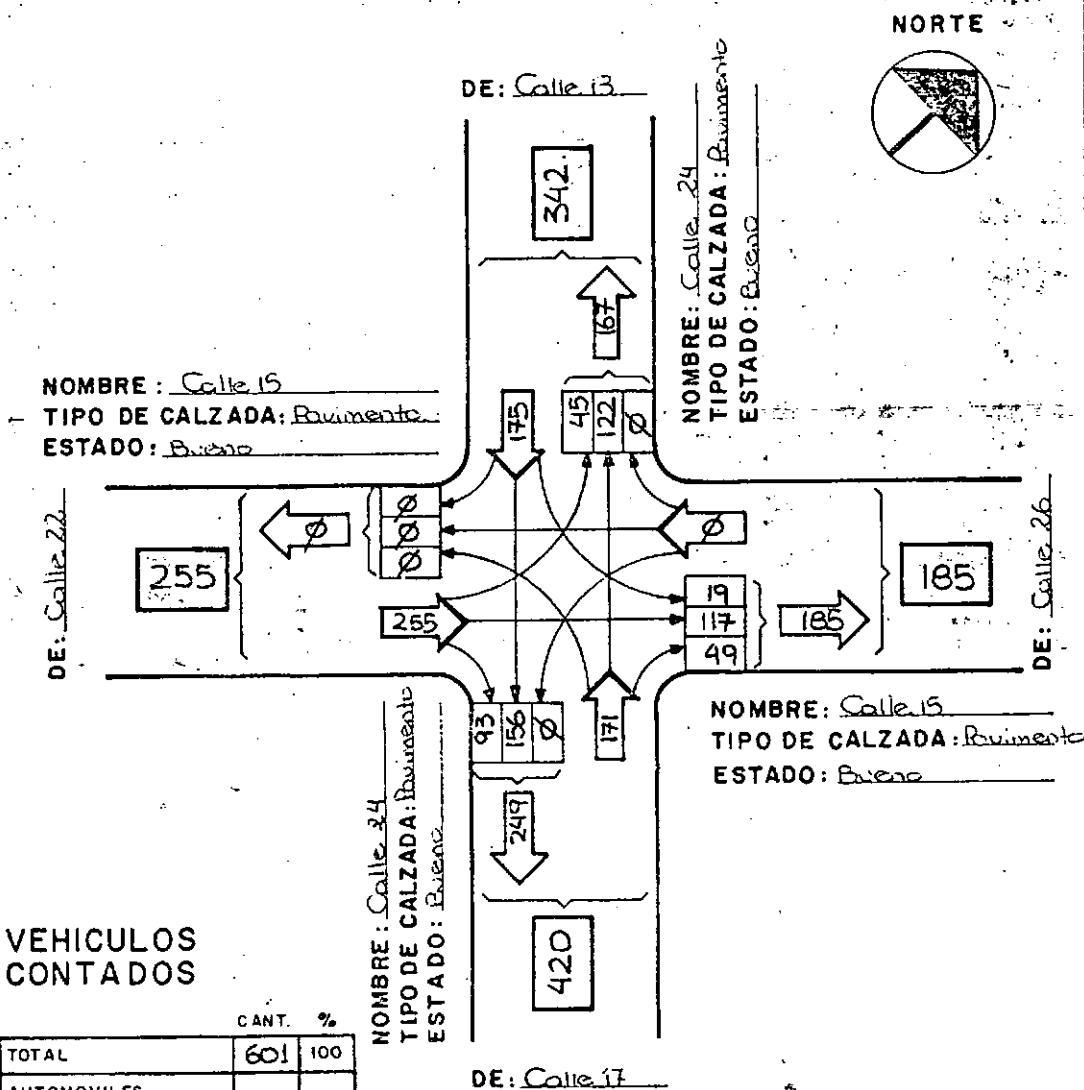 NORTE
DE: Calle 13
342
NOMBRE: Calle 24
TIPO DE CALZADA: Pavimento
ESTADO: Bueno
167
NOMBRE: Calle 15
TIPO DE CALZADA: Pavimento
ESTADO: Bueno
175
45 122 Ø
DE: Calle 22
255
Ø
Ø
Ø
Ø
Ø
255
19
117
49
185
185
DE: Calle 26
93 156 Ø
171
NOMBRE: Calle 15
TIPO DE CALZADA: Pavimento
ESTADO: Bueno
249
NOMBRE: Calle 24
TIPO DE CALZADA: Pavimento
ESTADO: Bueno
420
VEHICULOS
CONTADOS
CANT. %
TOTAL 601 100
AUTOMOVILES
DE: Calle 17